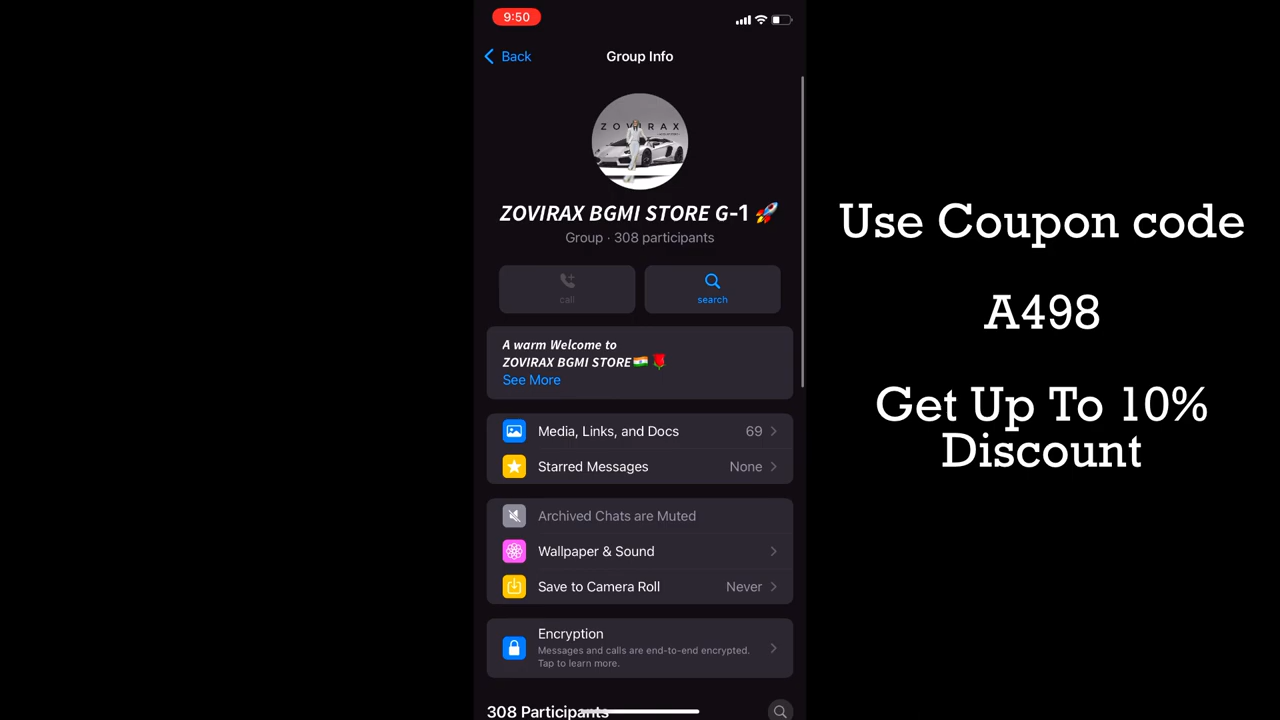 9:50
Back
Group Info
ZOVIRAX
ZOVIRAX BGMI STORE G-1 🚀
Group · 308 participants
call
search
A warm Welcome to
ZOVIRAX BGMI STORE🇮🇳🌹
See More
Media, Links, and Docs 69
Starred Messages None
Archived Chats are Muted
Wallpaper & Sound
Save to Camera Roll Never
Encryption
Messages and calls are end-to-end encrypted.
Tap to learn more.
308 Participants
Use Coupon code
A498
Get Up To 10%
Discount